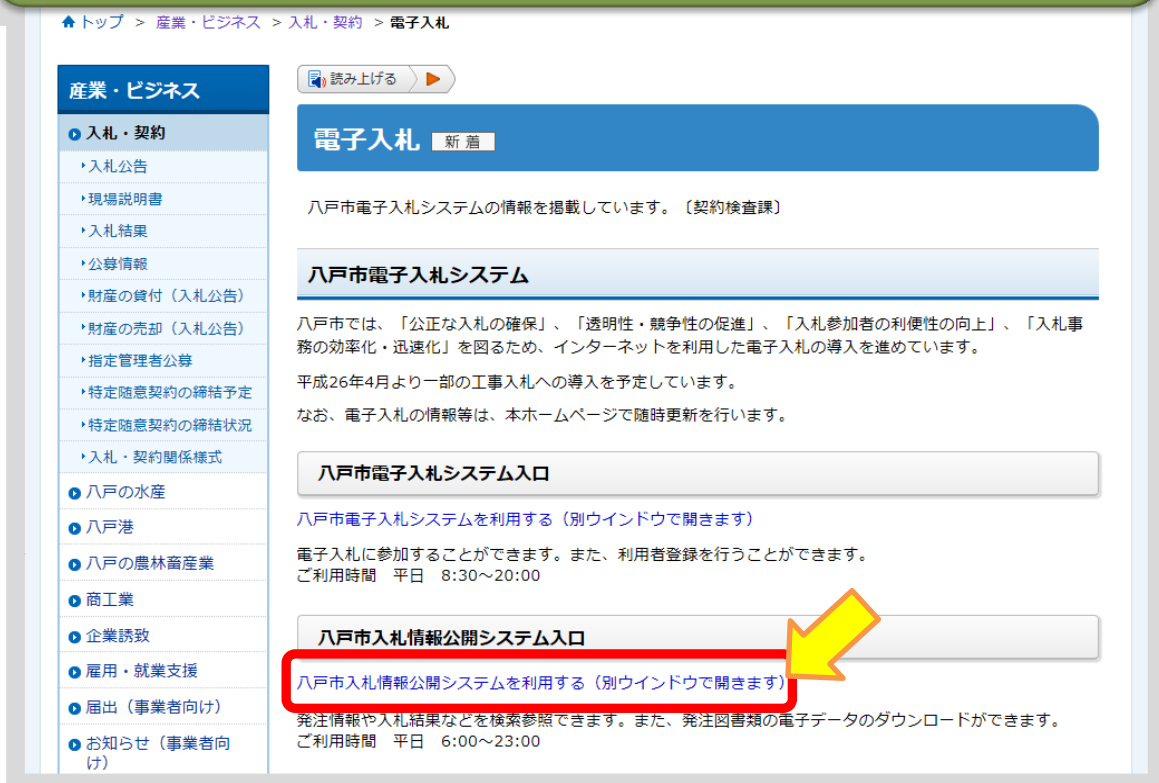 トップ > 産業・ビジネス > 入札・契約 > 電子入札
産業・ビジネス
入札・契約
入札公告
現場説明書
入札結果
公募情報
財産の貸付（入札公告）
財産の売却（入札公告）
指定管理者公募
特定随意契約の締結予定
特定随意契約の締結状況
入札・契約関係様式
八戸の水産
八戸港
八戸の農林畜産業
商工業
企業誘致
雇用・就業支援
届出（事業者向け）
お知らせ（事業者向
け）
読み上げる
電子入札 新着
八戸市電子入札システムの情報を掲載しています。〔契約検査課〕
八戸市電子入札システム
八戸市では、「公正な入札の確保」、「透明性・競争性の促進」、「入札参加者の利便性の向上」、「入札事
務の効率化・迅速化」を図るため、インターネットを利用した電子入札の導入を進めています。
平成26年4月より一部の工事入札への導入を予定しています。
なお、電子入札の情報等は、本ホームページで随時更新を行います。
八戸市電子入札システム入口
八戸市電子入札システムを利用する（別ウインドウで開きます）
電子入札に参加することができます。また、利用者登録を行うことができます。
ご利用時間　平日　8:30～20:00
八戸市入札情報公開システム入口
八戸市入札情報公開システムを利用する（別ウインドウで開きます）
発注情報や入札結果などを検索参照できます。また、発注図書類の電子データのダウンロードができます。
ご利用時間　平日　6:00～23:00